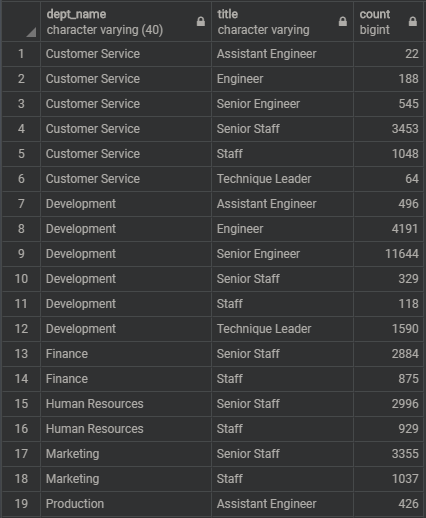 dept_name title count
character varying (40) character varying bigint
1 Customer Service Assistant Engineer 22
2 Customer Service Engineer 188
3 Customer Service Senior Engineer 545
4 Customer Service Senior Staff 3453
5 Customer Service Staff 1048
6 Customer Service Technique Leader 64
7 Development Assistant Engineer 496
8 Development Engineer 4191
9 Development Senior Engineer 11644
10 Development Senior Staff 329
11 Development Staff 118
12 Development Technique Leader 1590
13 Finance Senior Staff 2884
14 Finance Staff 875
15 Human Resources Senior Staff 2996
16 Human Resources Staff 929
17 Marketing Senior Staff 3355
18 Marketing Staff 1037
19 Production Assistant Engineer 426